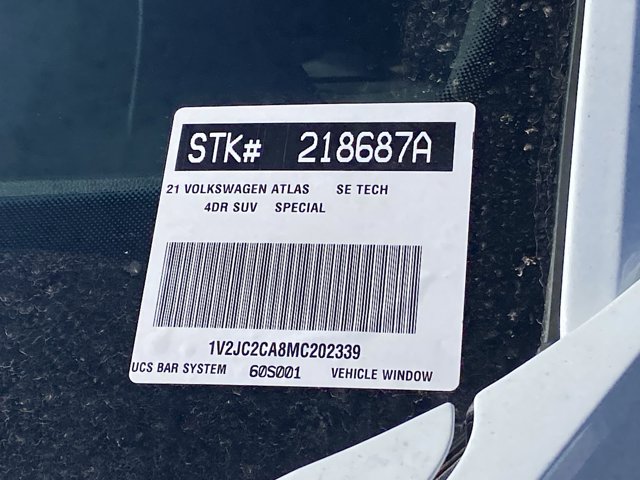 STK# 218687A
21 VOLKSWAGEN ATLAS SE TECH
4DR SUV SPECIAL
1V2JC2CA8MC202339
UCS BAR SYSTEM 60S001 VEHICLE WINDOW